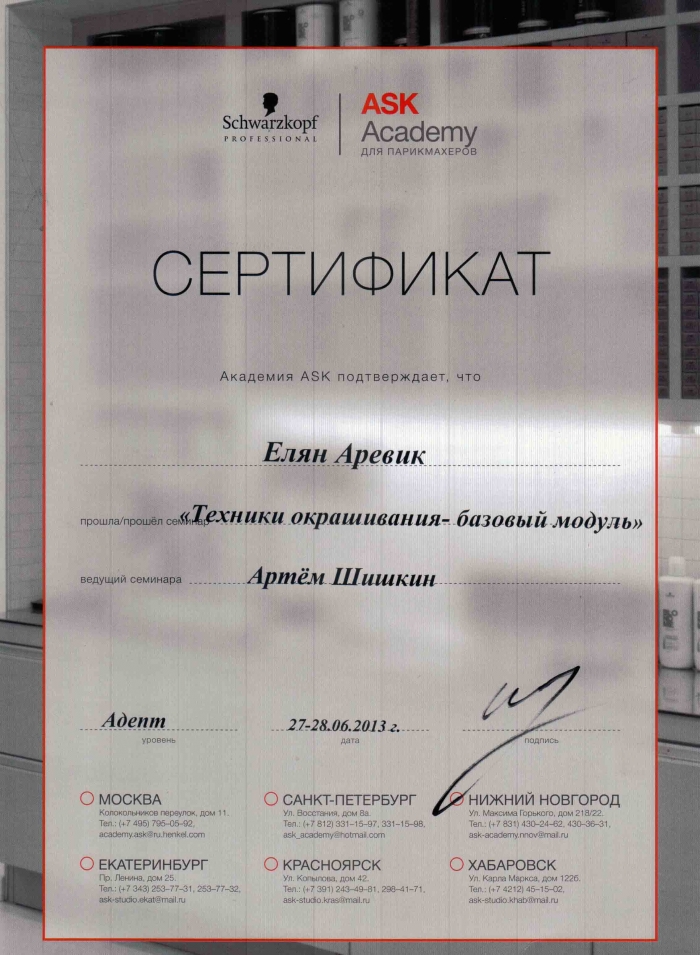 Schwarzkopf
PROFESSIONAL
ASK
Academy
ДЛЯ ПАРИКМАХЕРОВ
СЕРТИФИКАТ
Академия ASK подтверждает, что
Елян Аревик
прошла/прошёл семинар «Техники окрашивания- базовый модуль»
ведущий семинара Артём Шишкин
Адепт 27-28.06.2013 г.
уровень дата подпись
МОСКВА
Колокольников переулок, дом 11.
Тел.: (+7 495) 795-05-92,
academy.ask@ru.henkel.com
САНКТ-ПЕТЕРБУРГ
Ул. Восстания, дом 8а.
Тел.: (+7 812) 331-15-97, 331-15-98,
ask_academy@hotmail.com
НИЖНИЙ НОВГОРОД
Ул. Максима Горького, дом 218/22.
Тел.: (+7 831) 430-24-62, 430-36-31,
ask-academy.nnov@mail.ru
ЕКАТЕРИНБУРГ
Пр. Ленина, дом 25.
Тел.: (+7 343) 253-77-31, 253-77-32,
ask-studio.ekat@mail.ru
КРАСНОЯРСК
Ул. Копылова, дом 42.
Тел.: (+7 391) 243-49-81, 298-41-71,
ask-studio.kras@mail.ru
ХАБАРОВСК
Ул. Карла Маркса, дом 122б.
Тел.: (+7 4212) 45-15-02,
ask-studio.khab@mail.ru